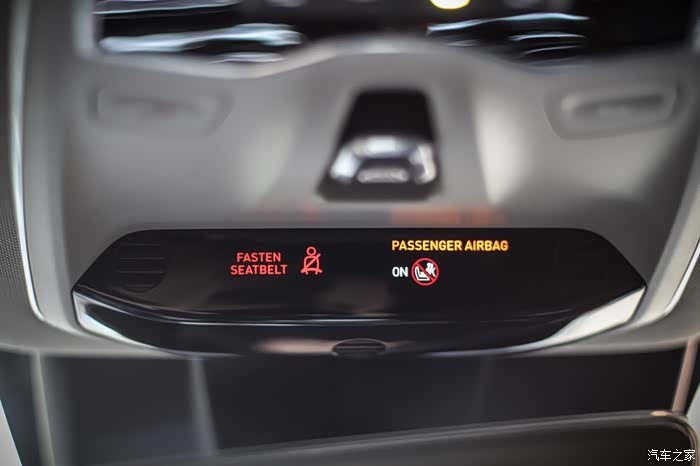 FASTEN
SEATBELT
PASSENGER AIRBAG
ON
汽车之家